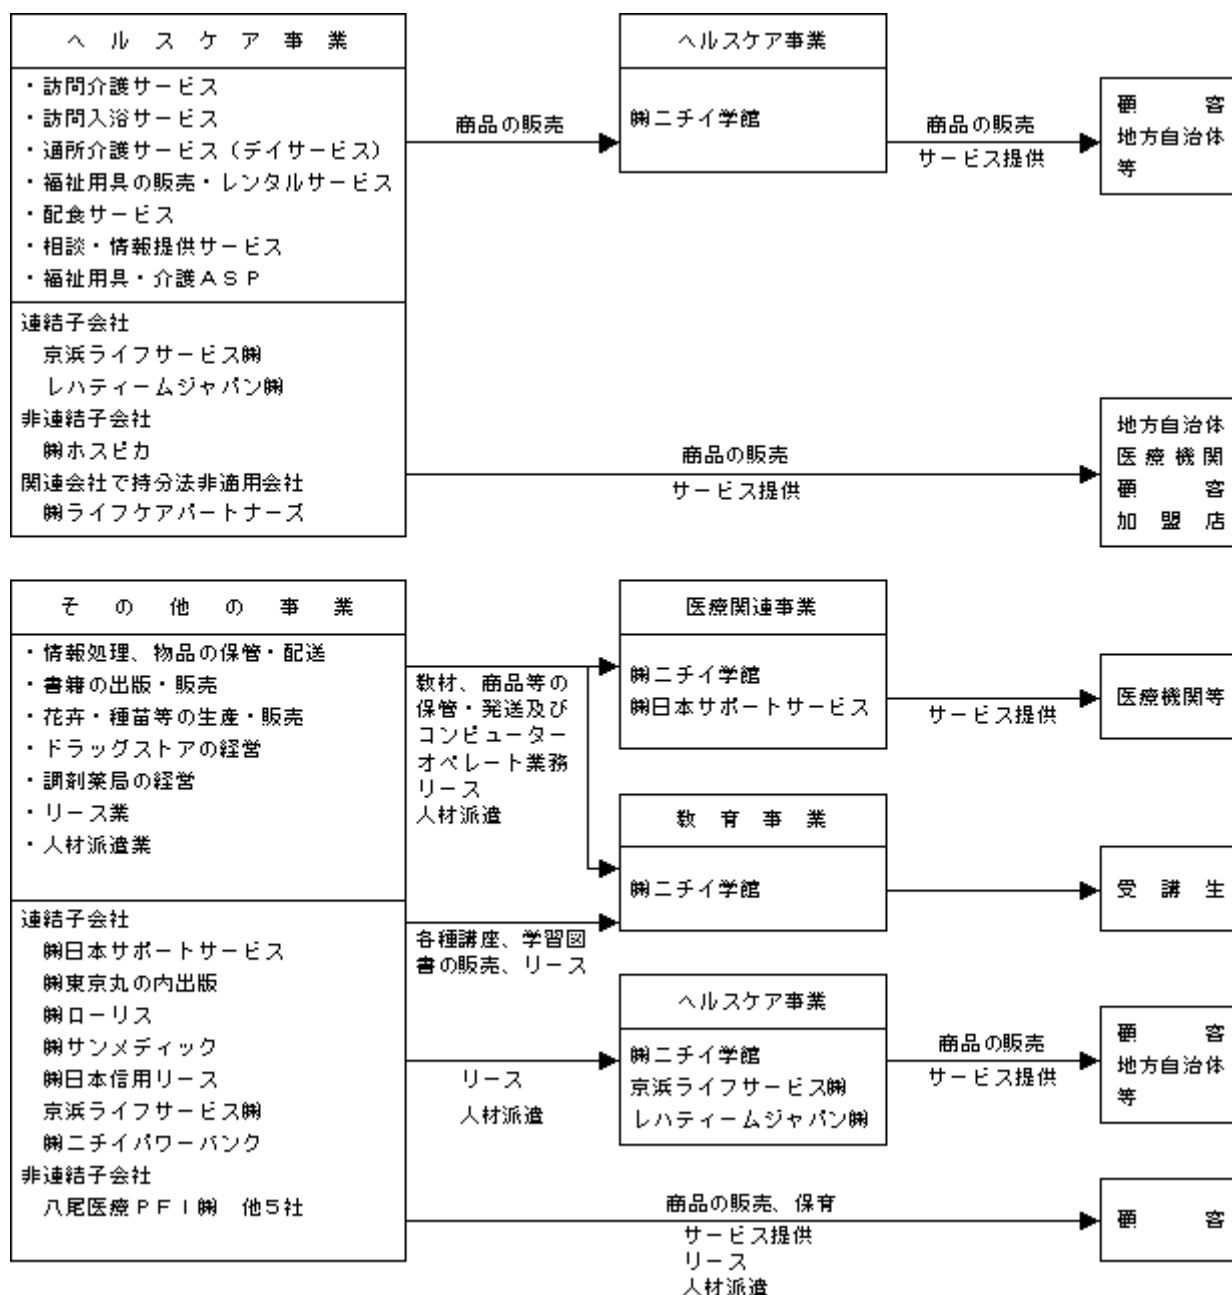 ヘルスケア事業
・訪問介護サービス
・訪問入浴サービス
・通所介護サービス（デイサービス）
・福祉用具の販売・レンタルサービス
・配食サービス
・相談・情報提供サービス
・福祉用具・介護ＡＳＰ
連結子会社
京浜ライフサービス㈱
レハティームジャパン㈱
非連結子会社
㈱ホスピカ
関連会社で持分法非適用会社
㈱ライフケアパートナーズ
商品の販売
ヘルスケア事業
㈱ニチイ学館
商品の販売
サービス提供
顧客
地方自治体
等
商品の販売
サービス提供
地方自治体
医療機関
顧客
加盟店
その他の事業
・情報処理、物品の保管・配送
・書籍の出版・販売
・花卉・種苗等の生産・販売
・ドラッグストアの経営
・調剤薬局の経営
・リース業
・人材派遣業
連結子会社
㈱日本サポートサービス
㈱東京丸の内出版
㈱ローリス
㈱サンメディック
㈱日本信用リース
京浜ライフサービス㈱
㈱ニチイパワーバンク
非連結子会社
八尾医療ＰＦＩ㈱　他５社
教材、商品等の
保管・発送及び
コンピューター
オペレート業務
リース
人材派遣
医療関連事業
㈱ニチイ学館
㈱日本サポートサービス
サービス提供
医療機関等
教育事業
㈱ニチイ学館
受講生
各種講座、学習図
書の販売、リース
ヘルスケア事業
㈱ニチイ学館
京浜ライフサービス㈱
レハティームジャパン㈱
リース
人材派遣
商品の販売
サービス提供
顧客
地方自治体
等
商品の販売、保育
サービス提供
リース
人材派遣
顧客